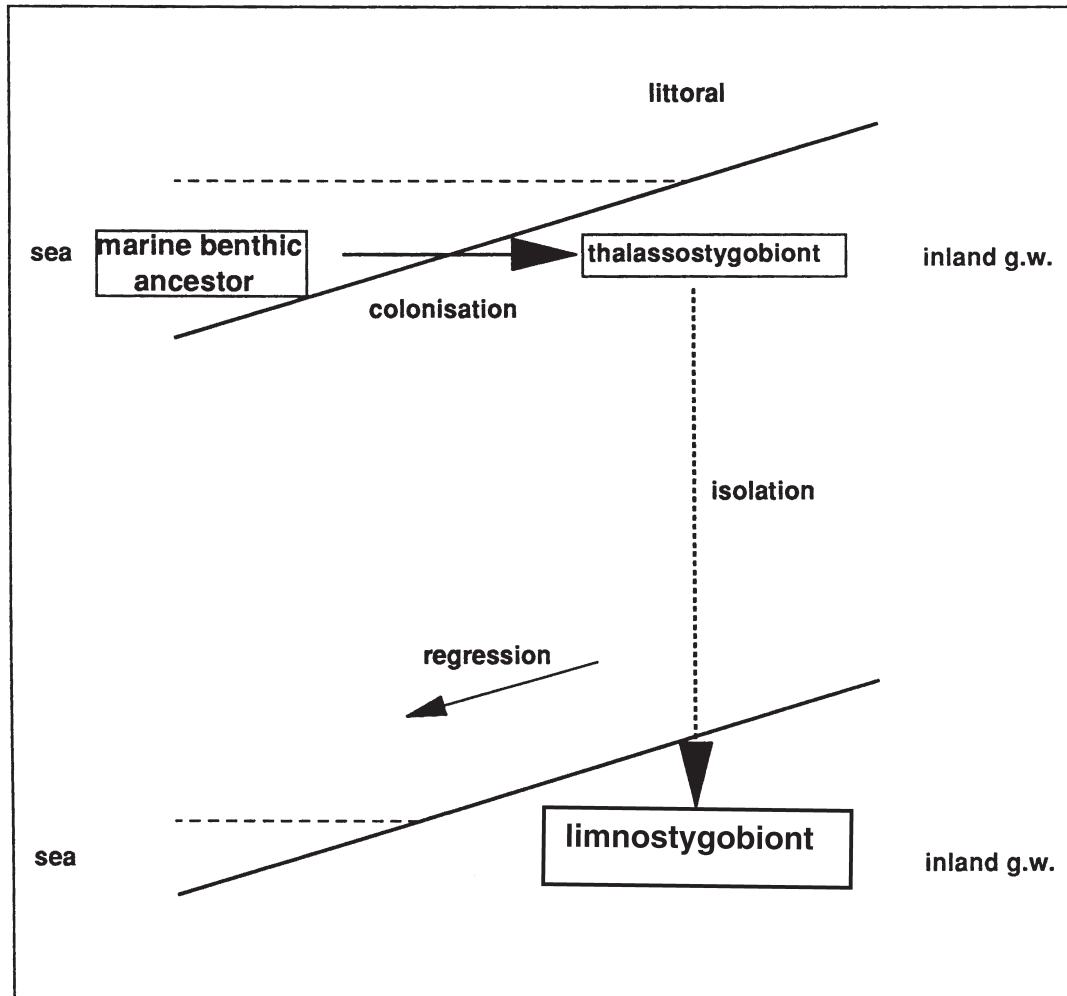 littoral
sea
marine benthic
ancestor
thalassostygobiont
inland g.w.
colonisation
isolation
regression
limnostygobiont
sea
inland g.w.